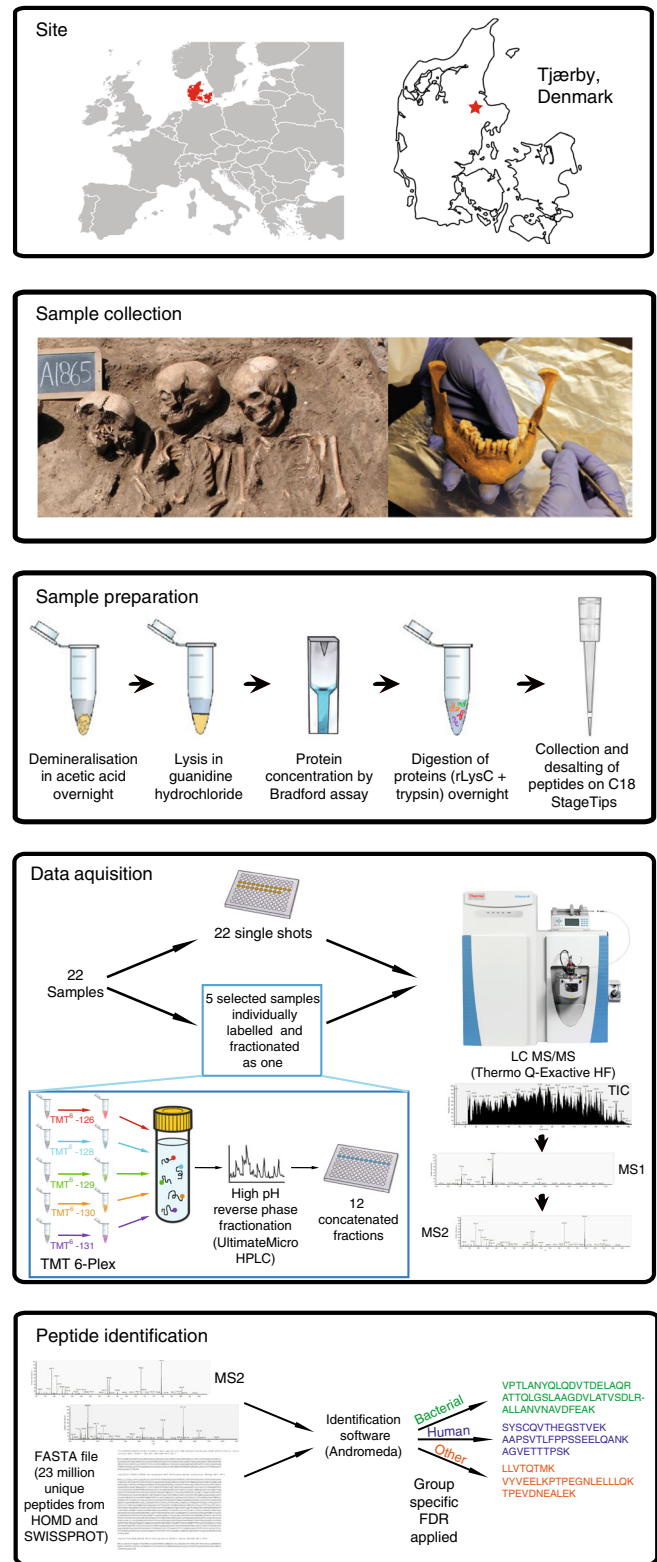 Site
Tjærby,
Denmark
Sample collection
A1865
Sample preparation
Demineralisation
in acetic acid
overnight
Lysis in
guanidine
hydrochloride
Protein
concentration by
Bradford assay
Digestion of
proteins (rLysC +
trypsin) overnight
Collection and
desalting of
peptides on C18
StageTips
Data aquisition
22
Samples
22 single shots
5 selected samples
individually
labelled and
fractionated
as one
LC MS/MS
(Thermo Q-Exactive HF)
TIC
MS1
MS2
TMT⁶ -126
TMT⁶ -128
TMT⁶ -129
TMT⁶ -130
TMT⁶ -131
TMT 6-Plex
High pH
reverse phase
fractionation
(UltimateMicro
HPLC)
12
concatenated
fractions
Peptide identification
MS2
FASTA file
(23 million
unique
peptides from
HOMD and
SWISSPROT)
Identification
software
(Andromeda)
Bacterial
Human
Other
Group
specific
FDR
applied
VPTLANYQLQDVTDELAQR
ATTQLGSLAAGDVLATVSDLR-
ALLANVNAVDFEAK
SYSCQVTHEGSTVEK
AAPSVTLFPPSSEELQANK
AGVETTTPSK
LLVTQTMK
VYVEELKPTPEGNLELLLQK
TPEVDNEALEK